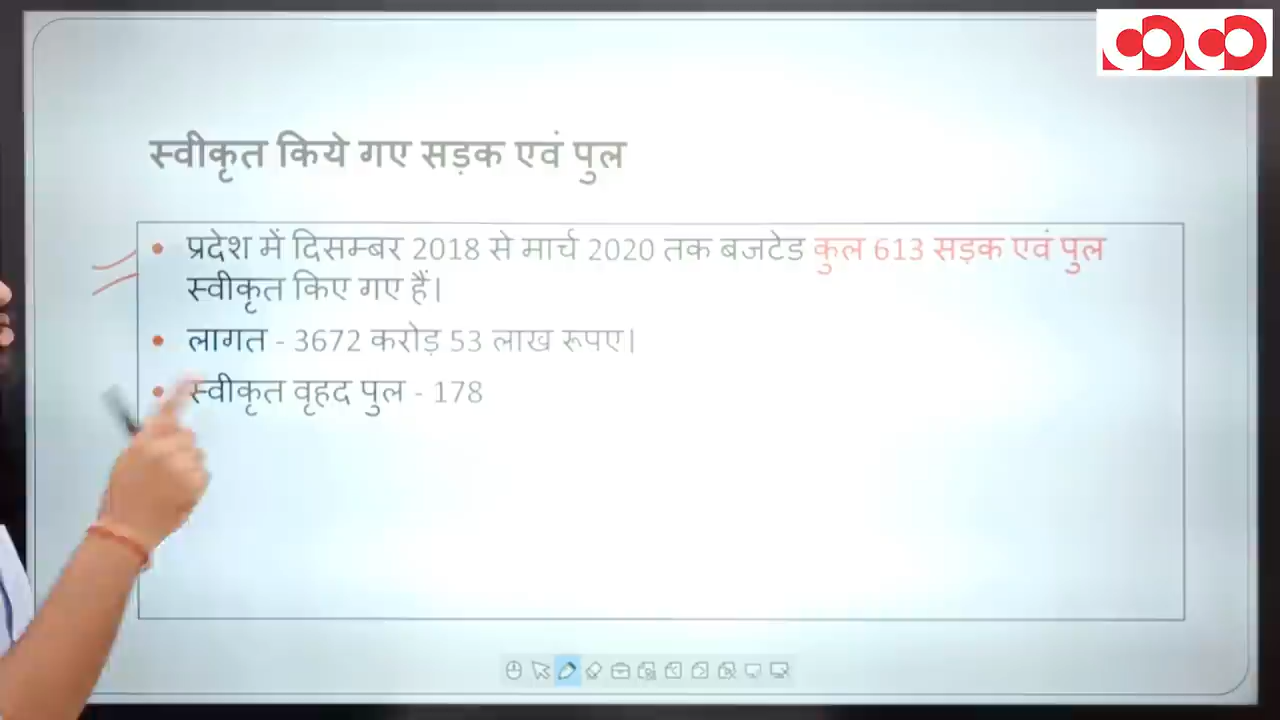 स्वीकृत किये गए सड़क एवं पुल
• प्रदेश में दिसम्बर 2018 से मार्च 2020 तक बजटेड कुल 613 सड़क एवं पुल
स्वीकृत किए गए हैं।
• लागत - 3672 करोड़ 53 लाख रूपए।
• स्वीकृत वृहद पुल - 178